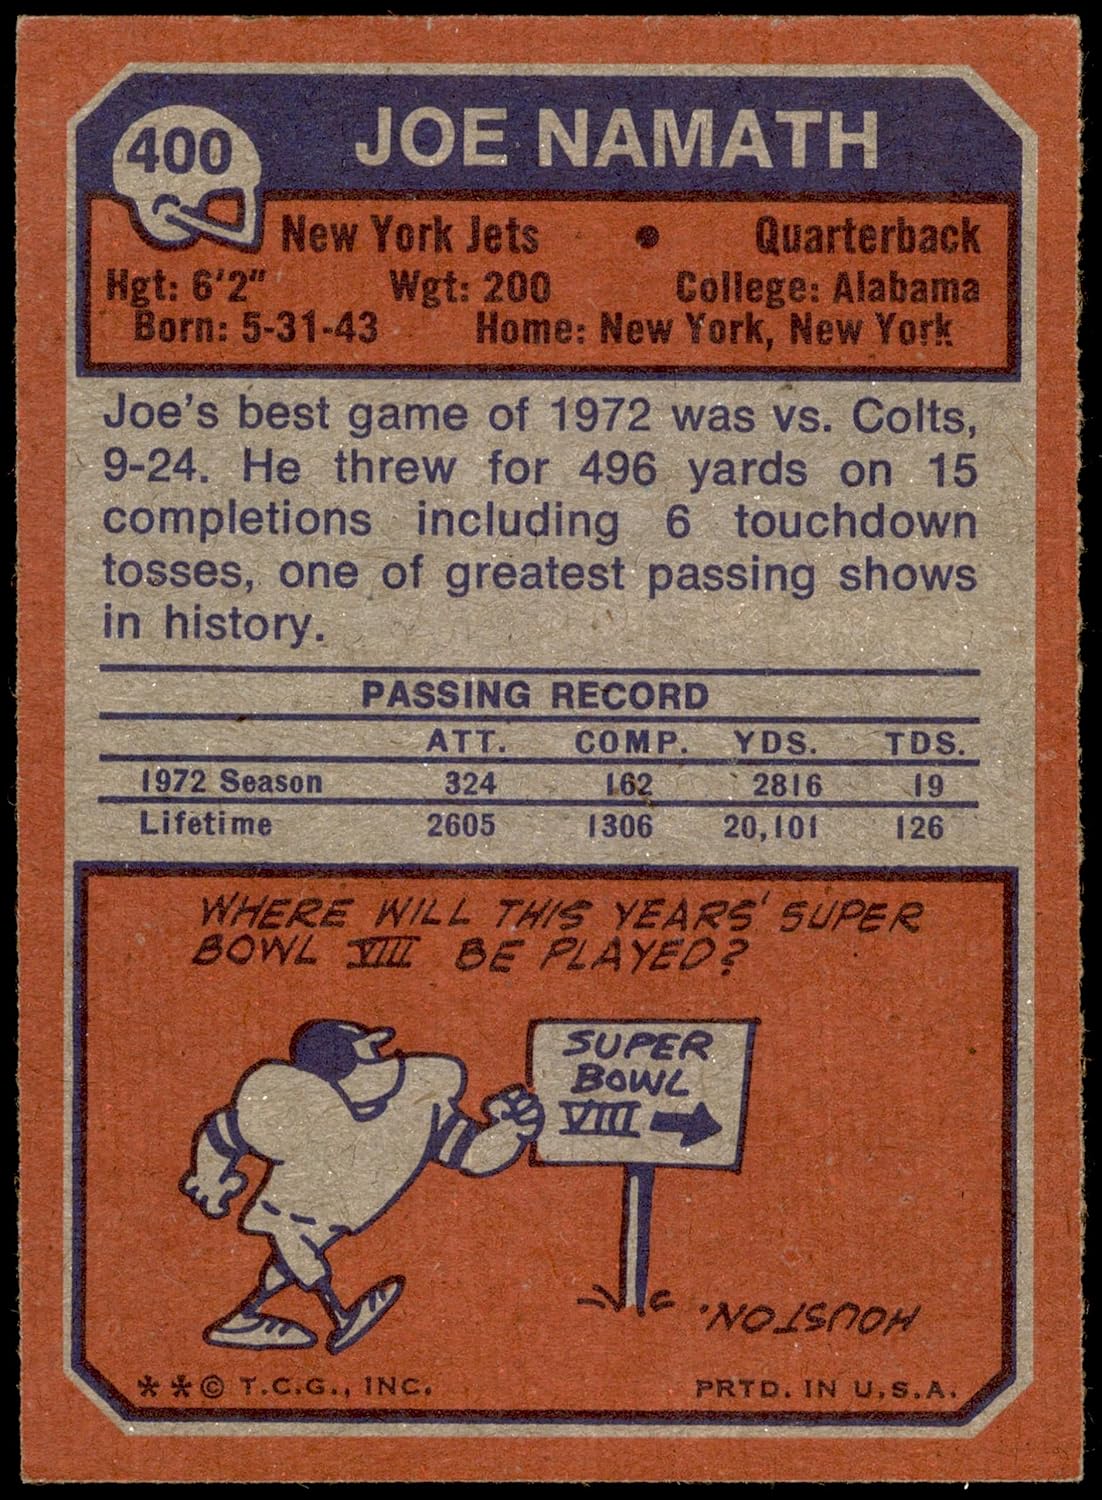 400
JOE NAMATH
New York Jets • Quarterback
Hgt: 6'2" Wgt: 200 College: Alabama
Born: 5-31-43 Home: New York, New York
Joe's best game of 1972 was vs. Colts,
9-24. He threw for 496 yards on 15
completions including 6 touchdown
tosses, one of greatest passing shows
in history.
PASSING RECORD
ATT. COMP. YDS. TDS.
1972 Season 324 162 2816 19
Lifetime 2605 1306 20,101 126
WHERE WILL THIS YEARS' SUPER
BOWL VIII BE PLAYED?
SUPER
BOWL
VIII
HOUSTON.
**© T.C.G., INC. PRTD. IN U.S.A.